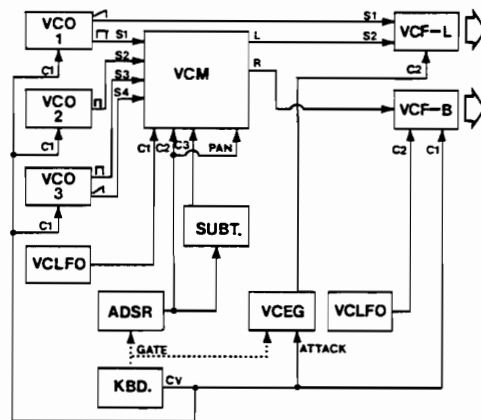 VCO
1
S1
S1
S2
S3
S4
C1
VCM
L
R
S1
S2
VCF-L
C2
VCF-B
C2
C1
VCO
2
C1
VCO
3
C1
C1
C2
C3
PAN
SUBT.
VCLFO
ADSR
VCEG
VCLFO
GATE
ATTACK
KBD.
CV